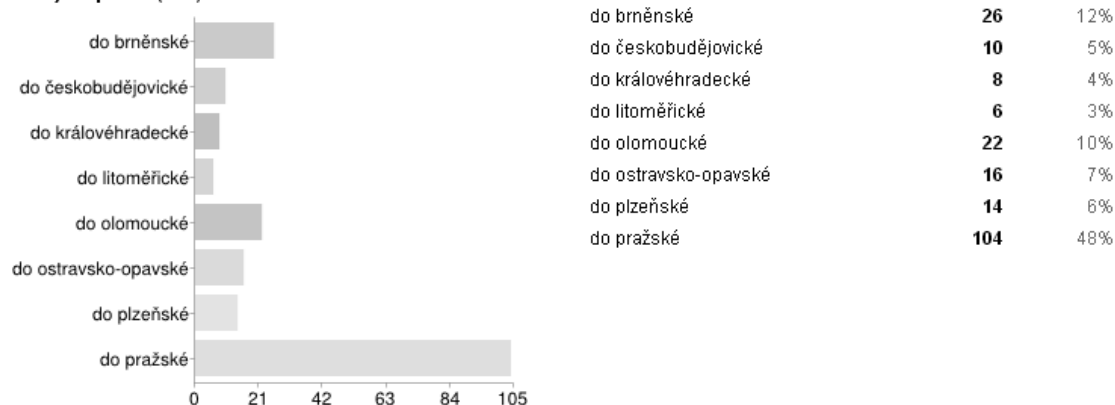 do brněnské
do českobudějovické
do královéhradecké
do litoměřické
do olomoucké
do ostravsko-opavské
do plzeňské
do pražské
0 21 42 63 84 105
do brněnské 26 12%
do českobudějovické 10 5%
do královéhradecké 8 4%
do litoměřické 6 3%
do olomoucké 22 10%
do ostravsko-opavské 16 7%
do plzeňské 14 6%
do pražské 104 48%